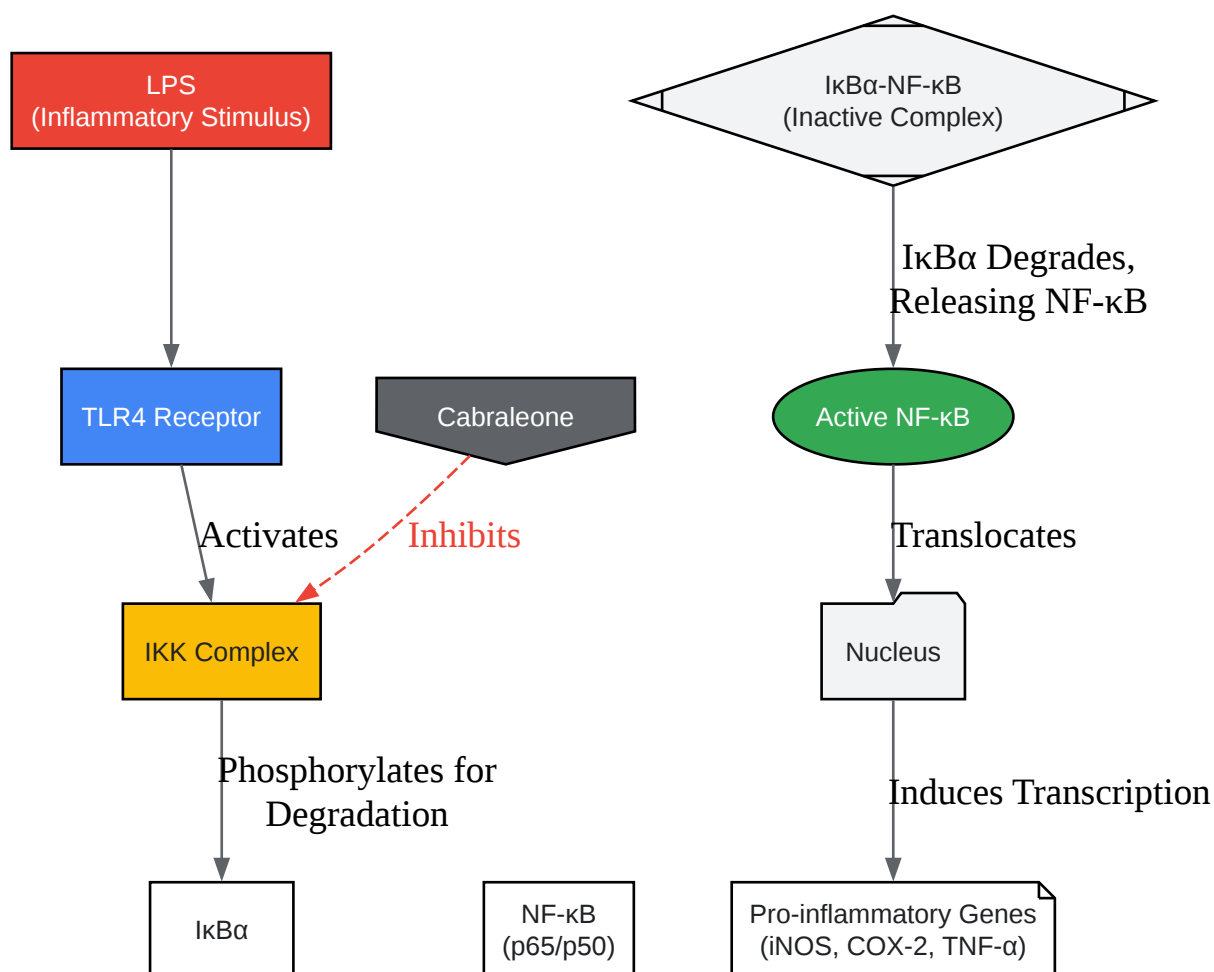 LPS
(Inflammatory Stimulus)
IκBα-NF-κB
(Inactive Complex)
IκBα Degrades,
Releasing NF-κB
TLR4 Receptor
Cabraleone
Active NF-κB
Activates
Inhibits
Translocates
IKK Complex
Nucleus
Phosphorylates for
Degradation
Induces Transcription
IκBα
NF-κB
(p65/p50)
Pro-inflammatory Genes
(iNOS, COX-2, TNF-α)